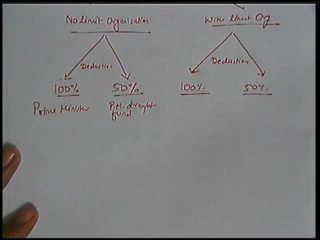 No limit Organisation
With limit Org
Deduction
Deduction
100%
50%
100%
50%
Prime Minister
P.M. drought
fund